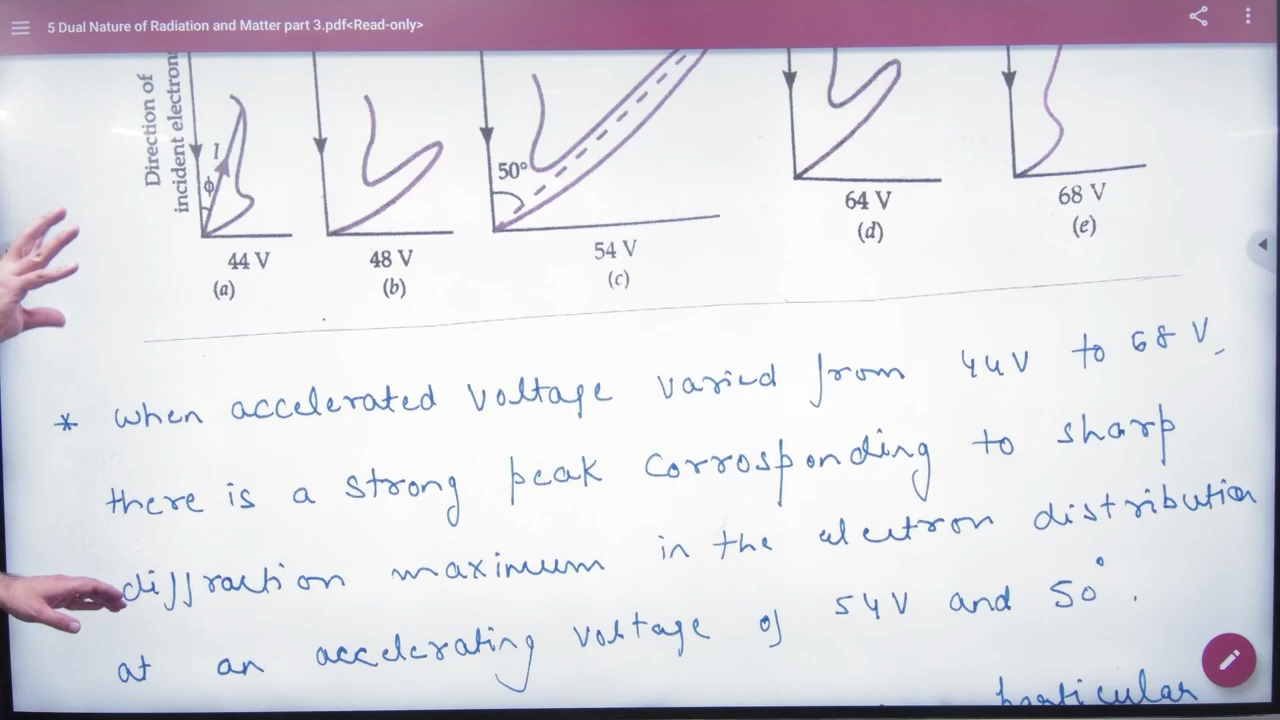 5 Dual Nature of Radiation and Matter part 3.pdf<Read-only>
Direction of
incident electron
I
ϕ
50°
44 V
48 V
54 V
64 V
68 V
(a)
(b)
(c)
(d)
(e)
* when accelerated voltage varied from 44V to 68 V
there is a strong peak corrosponding to sharp
diffraction maximum in the electron distribution
at an accelerating voltage of 54V and 50°.
particular